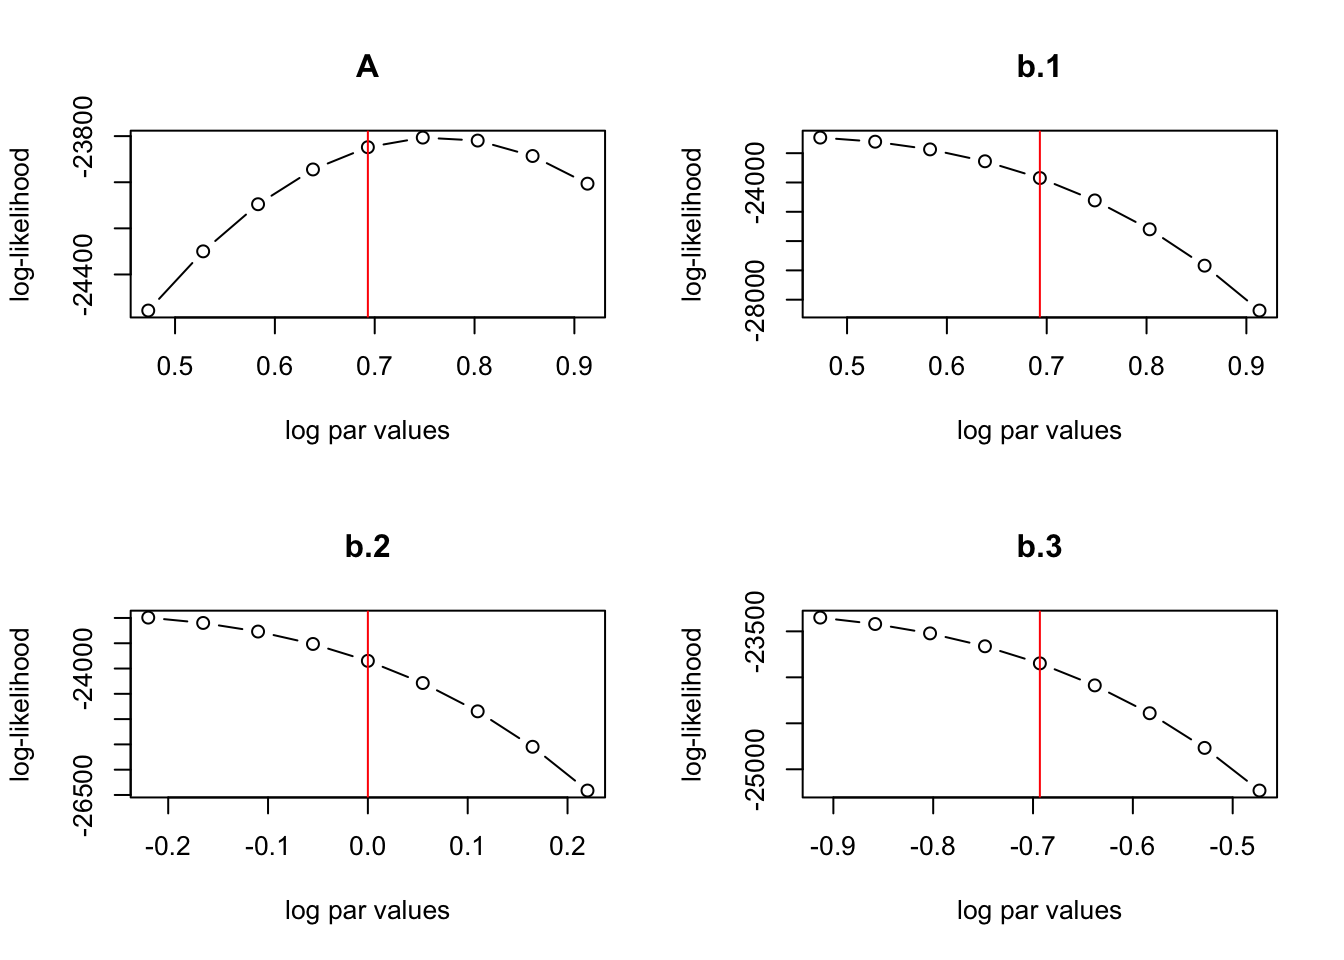 A
log-likelihood
-23800
-24400
0.5 0.6 0.7 0.8 0.9
log par values
b.1
log-likelihood
-24000
-28000
0.5 0.6 0.7 0.8 0.9
log par values
b.2
log-likelihood
-24000
-26500
-0.2 -0.1 0.0 0.1 0.2
log par values
b.3
log-likelihood
-23500
-25000
-0.9 -0.8 -0.7 -0.6 -0.5
log par values